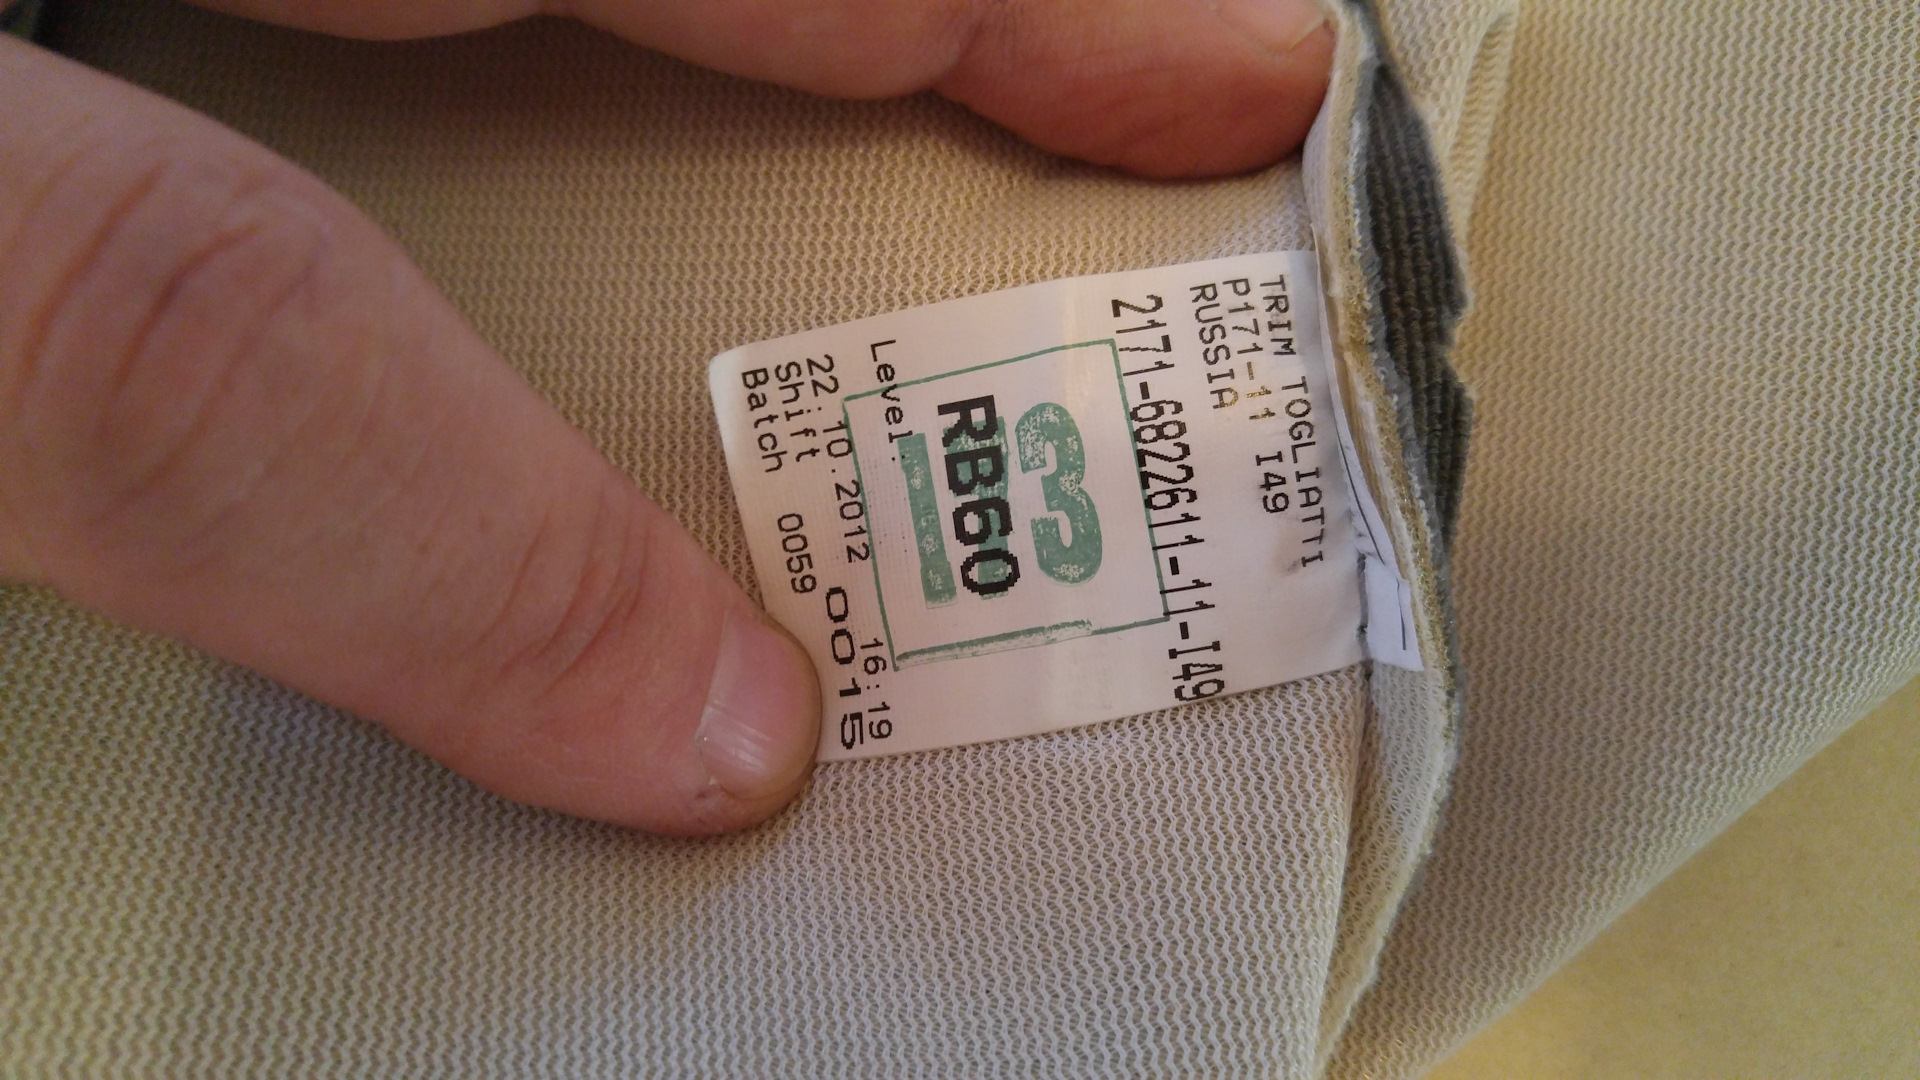 TRIM TOGLIATTI
P171-11 I49
RUSSIA
2171-6822611-11-I49
13
RB60
Level.
22.10.2012 16:19
Shift 0015
Batch 0059